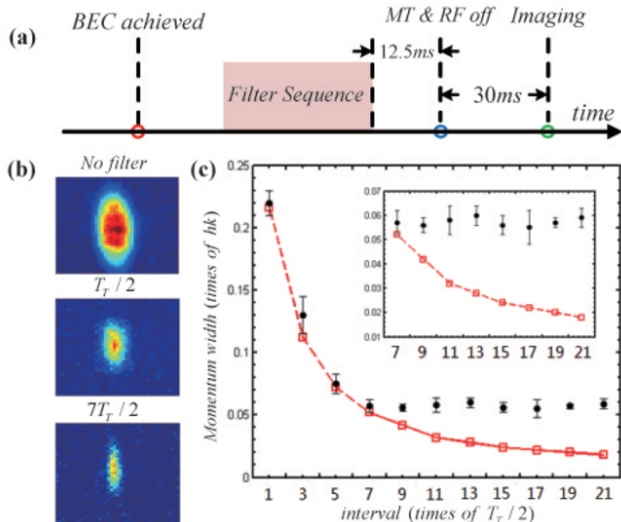 (a)
BEC achieved
MT & RF off
Imaging
12.5ms
Filter Sequence
30ms
time
(b)
No filter
T_T / 2
7T_T / 2
(c)
Momentum width (times of hk)
0.25
0.2
0.15
0.1
0.05
0
1 3 5 7 9 11 13 15 17 19 21
interval (times of T_T / 2)
0.07
0.06
0.05
0.04
0.03
0.02
0.01
7 9 11 13 15 17 19 21